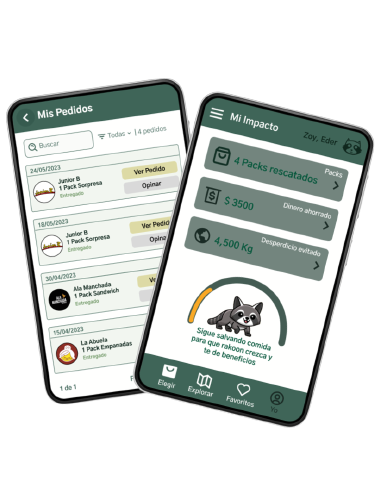 Mis Pedidos
Buscar
Todas
4 pedidos
24/05/2023
Junior B
1 Pack Sorpresa
Entregado
Ver Pedido
Opinar
18/05/2023
Junior B
1 Pack Sorpresa
Entregado
Ver Pedido
30/04/2023
Ala Manchada
1 Pack Sandwich
Entregado
15/04/2023
La Abuela
1 Pack Empanadas
Entregado
1 de 1
Mi Impacto
Zoy, Eder
Packs
4 Packs rescatados
Dinero ahorrado
$ 3500
Desperdicio evitado
4,500 Kg
Sigue salvando comida
para que rakoon crezca y
te de beneficios
Elegir
Explorar
Favoritos
Yo